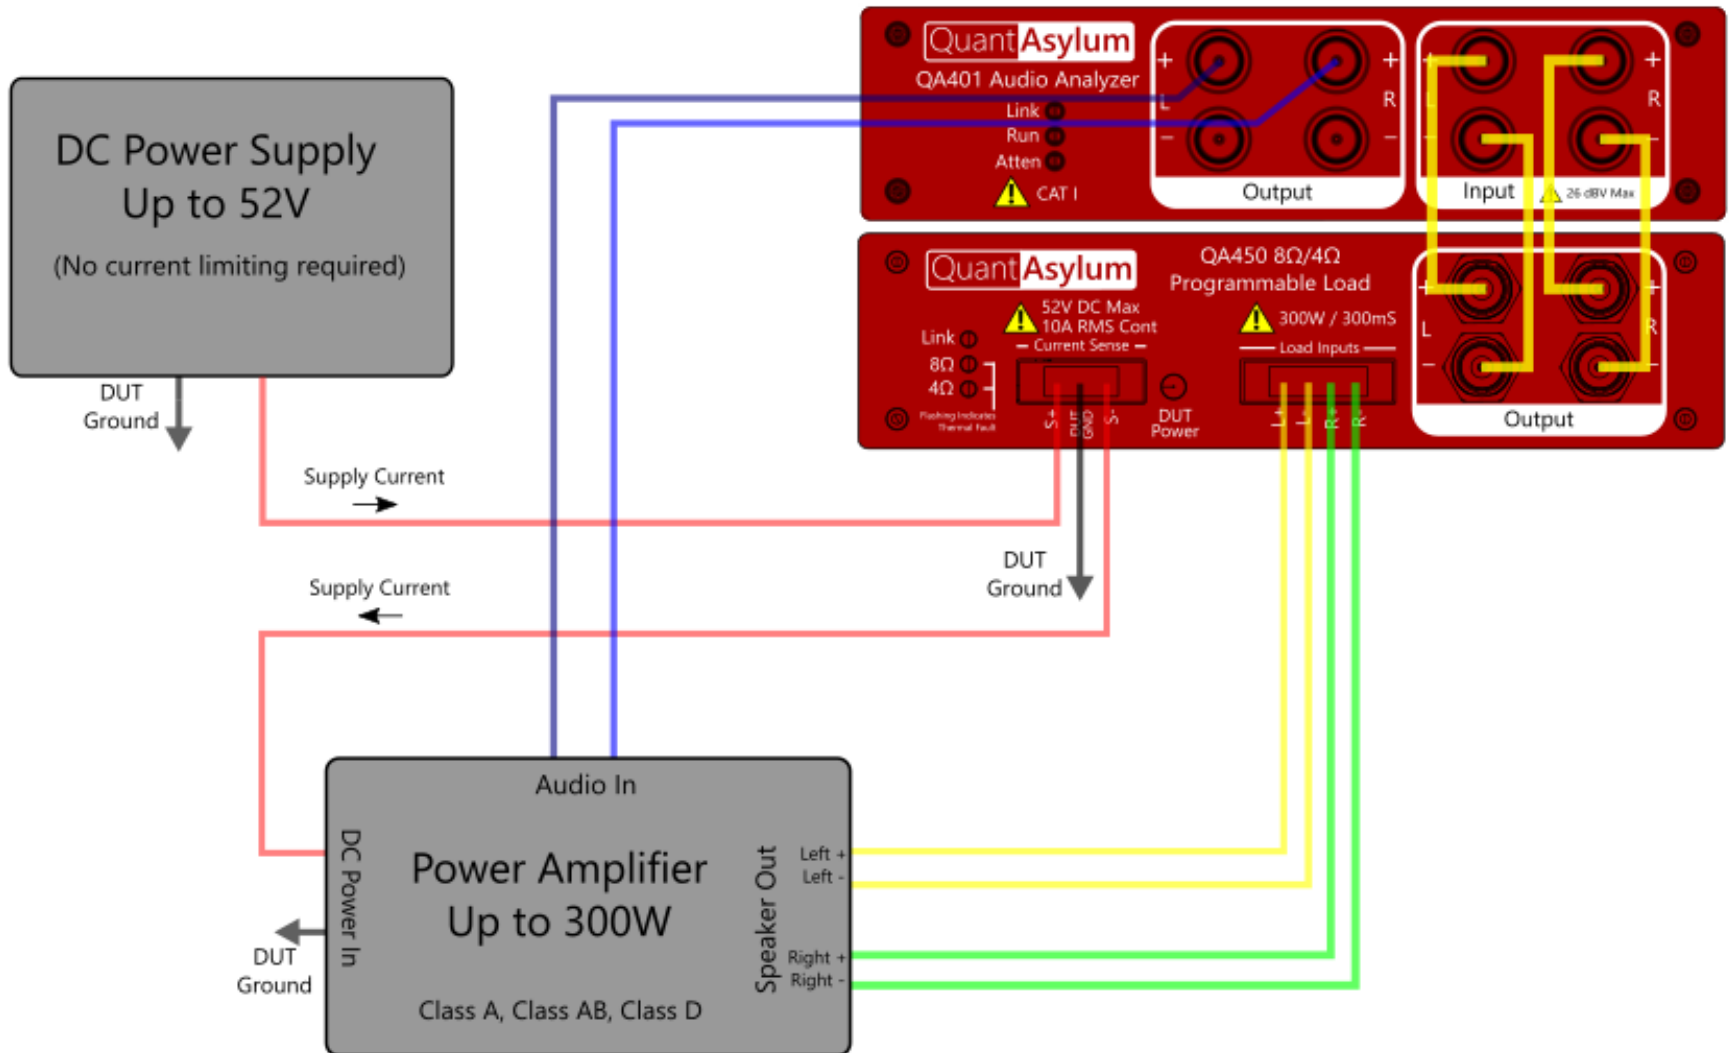 DC Power Supply
Up to 52V
(No current limiting required)
DUT
Ground
Supply Current
Supply Current
QuantAsylum
QA401 Audio Analyzer
Link
Run
Atten
CAT I
+
L
−
+
R
−
Output
+
L
−
+
R
−
Input
26 dBV Max
QuantAsylum
QA450 8Ω/4Ω
Programmable Load
52V DC Max
10A RMS Cont
300W / 300mS
Link
8Ω
4Ω
Flashing Indicates
Thermal Fault
Current Sense
S+
DUT
GND
S-
DUT
Power
Load Inputs
L+
L-
R+
R-
+
L
−
+
R
−
Output
DUT
Ground
Audio In
DC Power In
Power Amplifier
Up to 300W
Class A, Class AB, Class D
Speaker Out
Left +
Left -
Right +
Right -
DUT
Ground